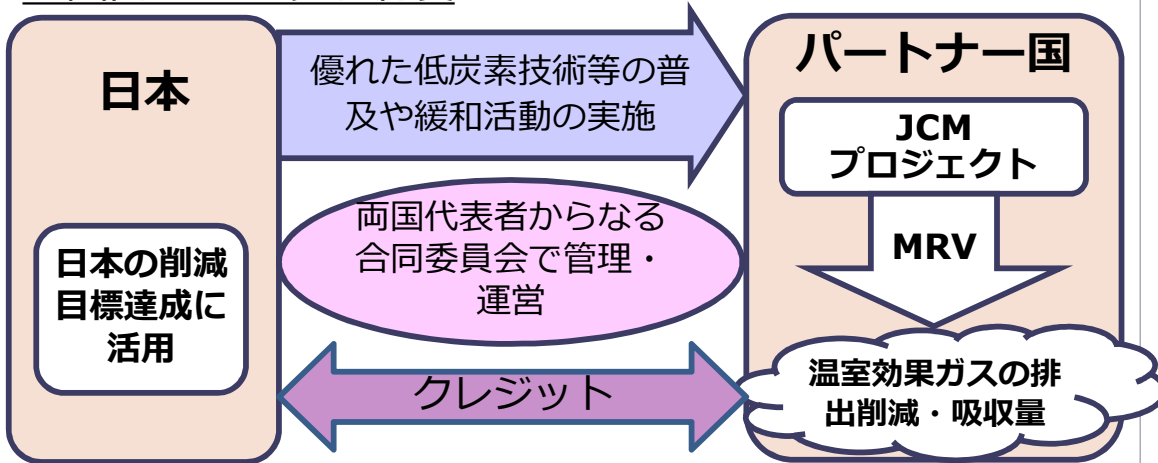 日本
優れた低炭素技術等の普
及や緩和活動の実施
パートナー国
JCM
プロジェクト
両国代表者からなる
合同委員会で管理・
運営
MRV
日本の削減
目標達成に
活用
クレジット
温室効果ガスの排
出削減・吸収量